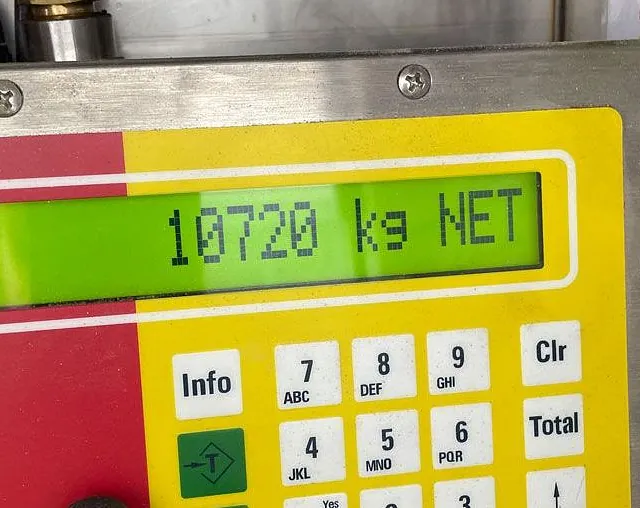 10720 kg NET
Info
7
ABC
8
DEF
9
GHI
Clr
T
4
JKL
5
MNO
6
PQR
Total
Yes
3